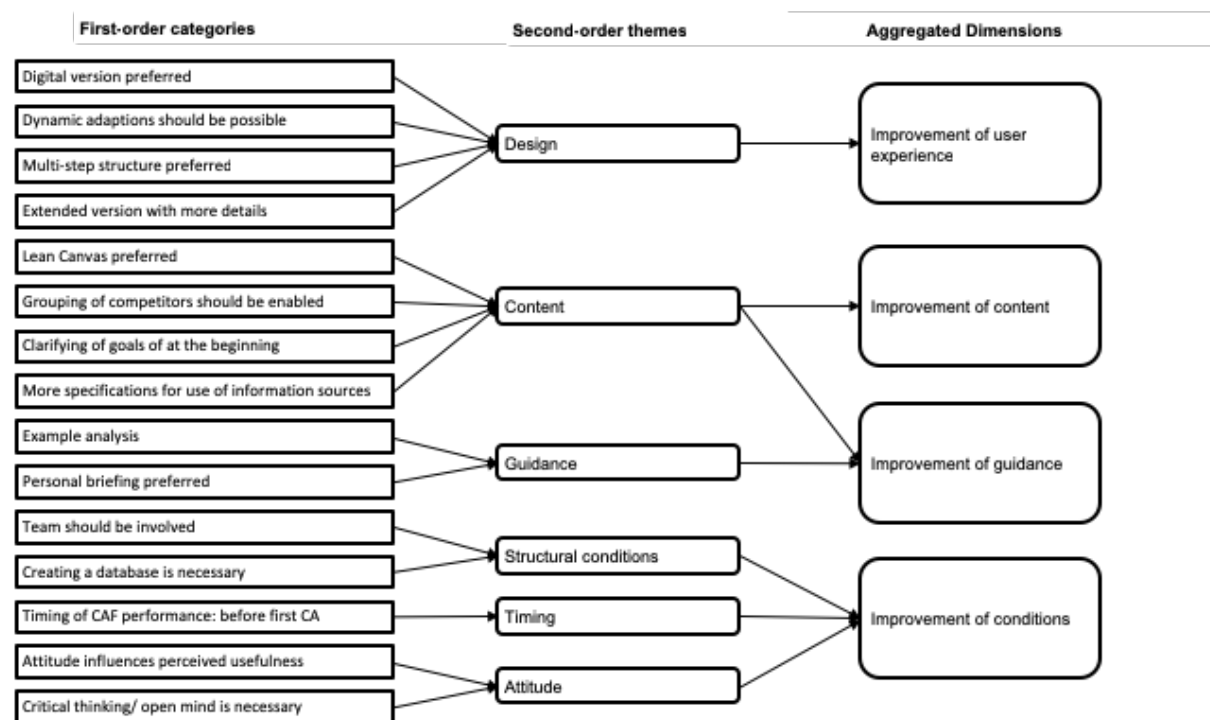 First-order categories
Second-order themes
Aggregated Dimensions
Digital version preferred
Dynamic adaptions should be possible
Multi-step structure preferred
Extended version with more details
Lean Canvas preferred
Grouping of competitors should be enabled
Clarifying of goals of at the beginning
More specifications for use of information sources
Example analysis
Personal briefing preferred
Team should be involved
Creating a database is necessary
Timing of CAF performance: before first CA
Attitude influences perceived usefulness
Critical thinking/ open mind is necessary
Design
Content
Guidance
Structural conditions
Timing
Attitude
Improvement of user
experience
Improvement of content
Improvement of guidance
Improvement of conditions